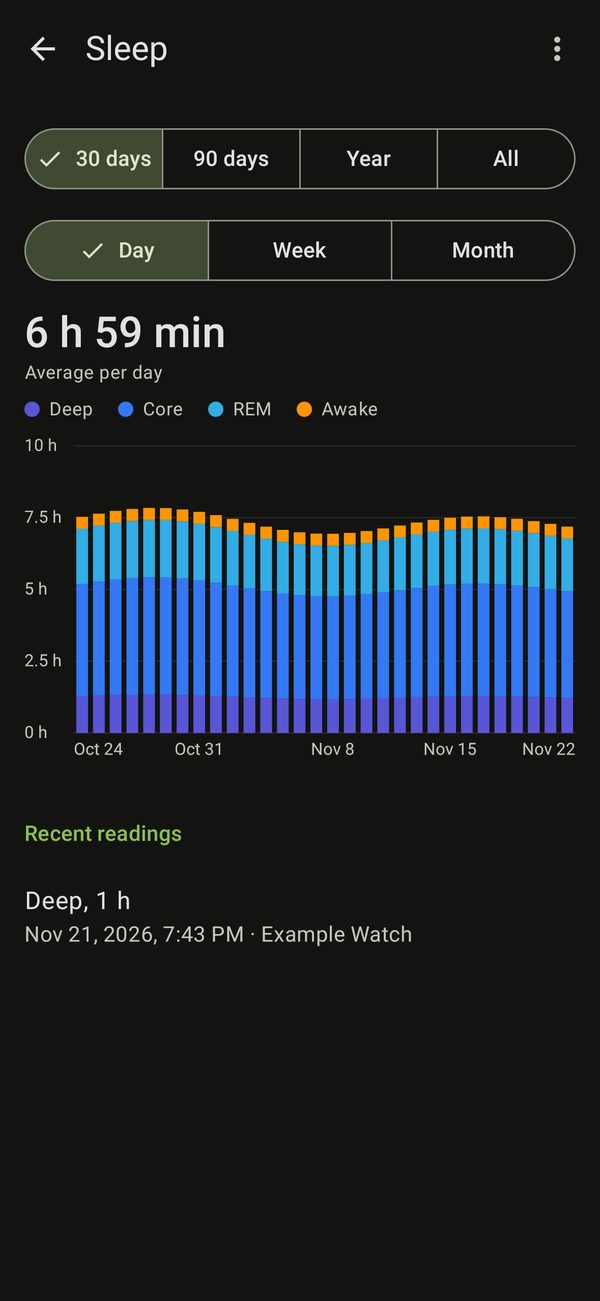 Sleep
30 days 90 days Year All
Day Week Month
6 h 59 min
Average per day
Deep Core REM Awake
10 h
7.5 h
5 h
2.5 h
0 h
Oct 24 Oct 31 Nov 8 Nov 15 Nov 22
Recent readings
Deep, 1 h
Nov 21, 2026, 7:43 PM · Example Watch